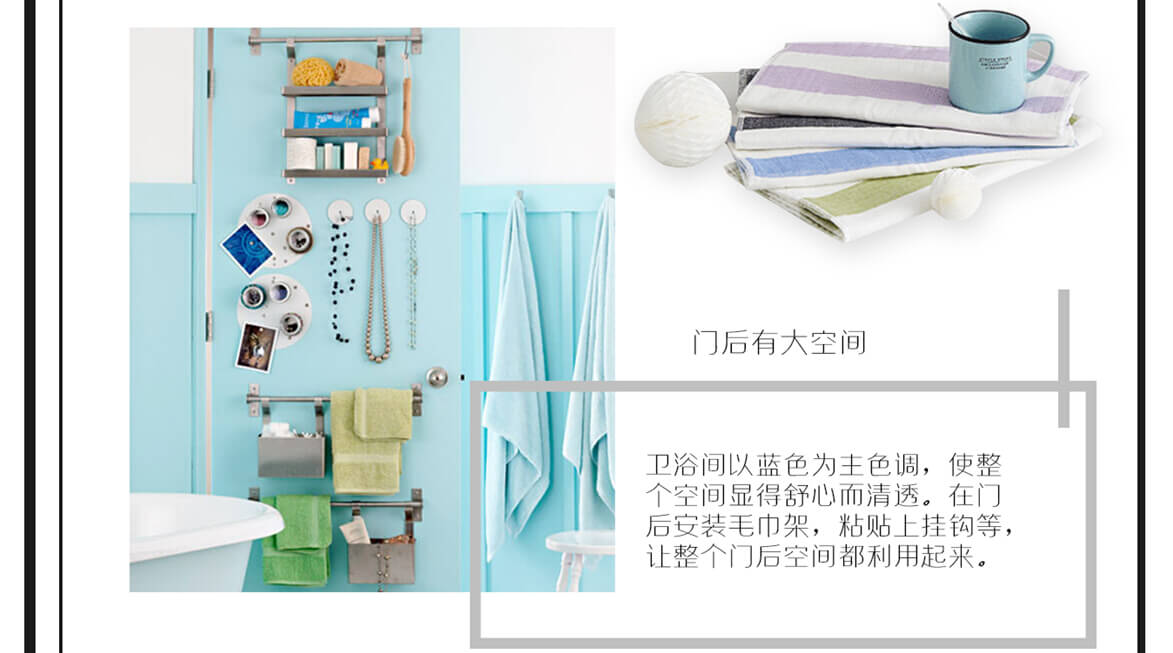 门后有大空间
卫浴间以蓝色为主色调，使整
个空间显得舒心而清透。在门
后安装毛巾架，粘贴上挂钩等，
让整个门后空间都利用起来。